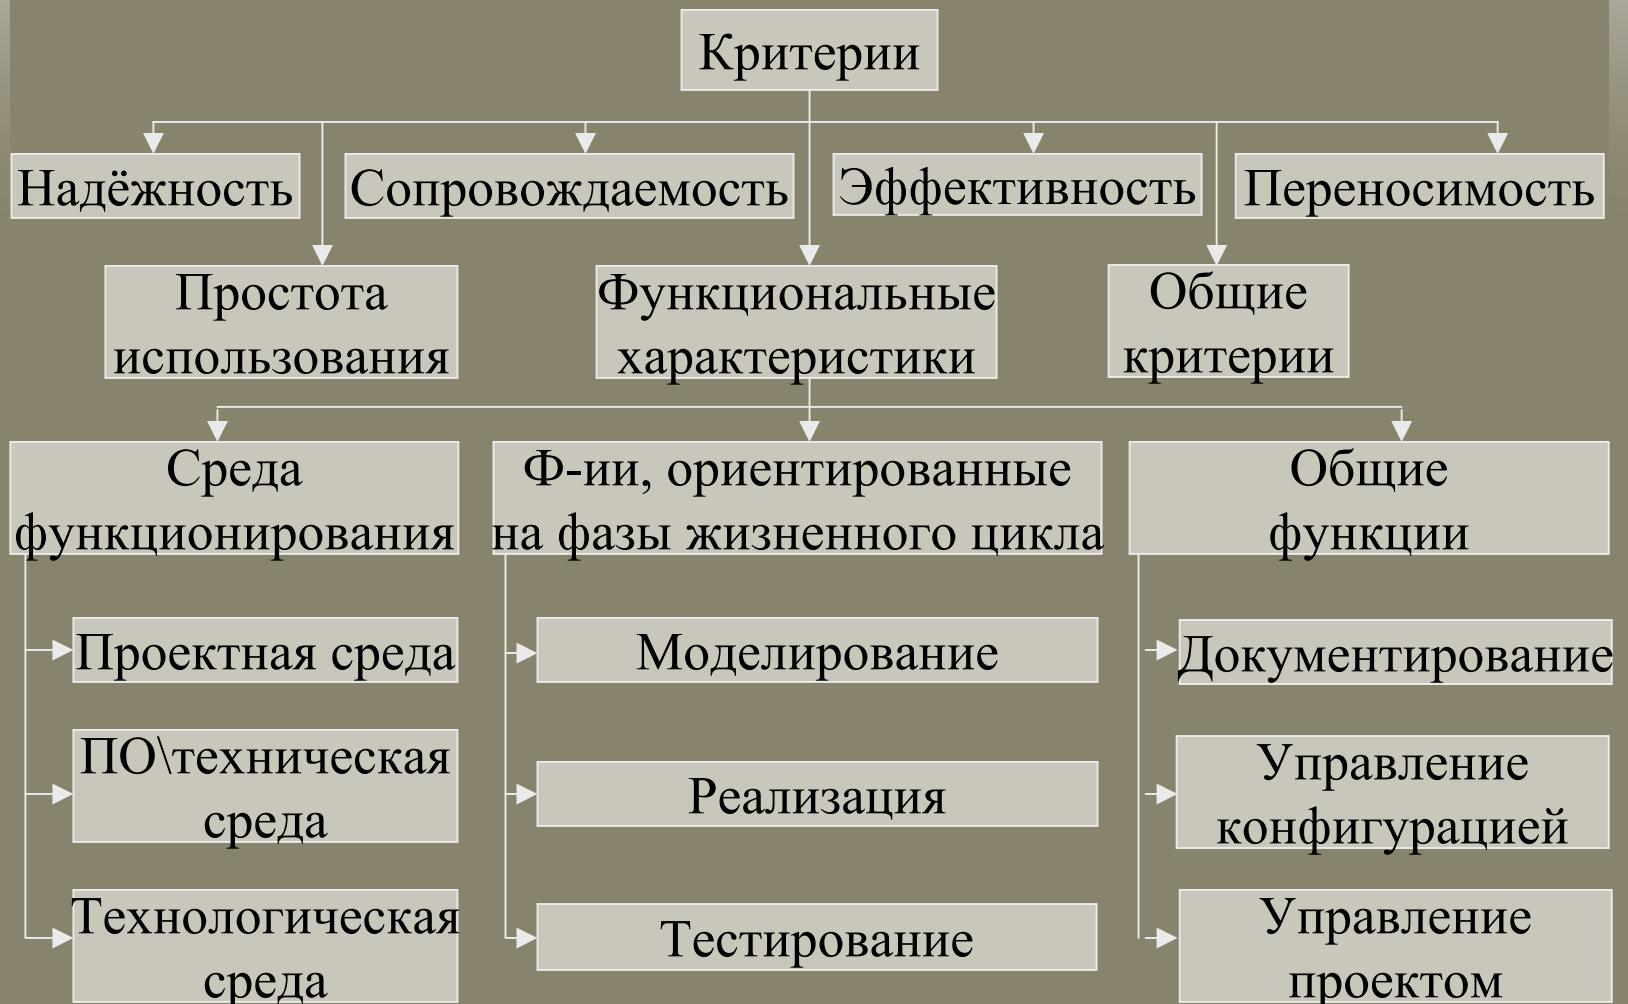 Критерии
Надёжность
Сопровождаемость
Эффективность
Переносимость
Простота
использования
Функциональные
характеристики
Общие
критерии
Среда
функционирования
Ф-ии, ориентированные
на фазы жизненного цикла
Общие
функции
Проектная среда
Моделирование
Документирование
ПО\техническая
среда
Реализация
Управление
конфигурацией
Технологическая
среда
Тестирование
Управление
проектом